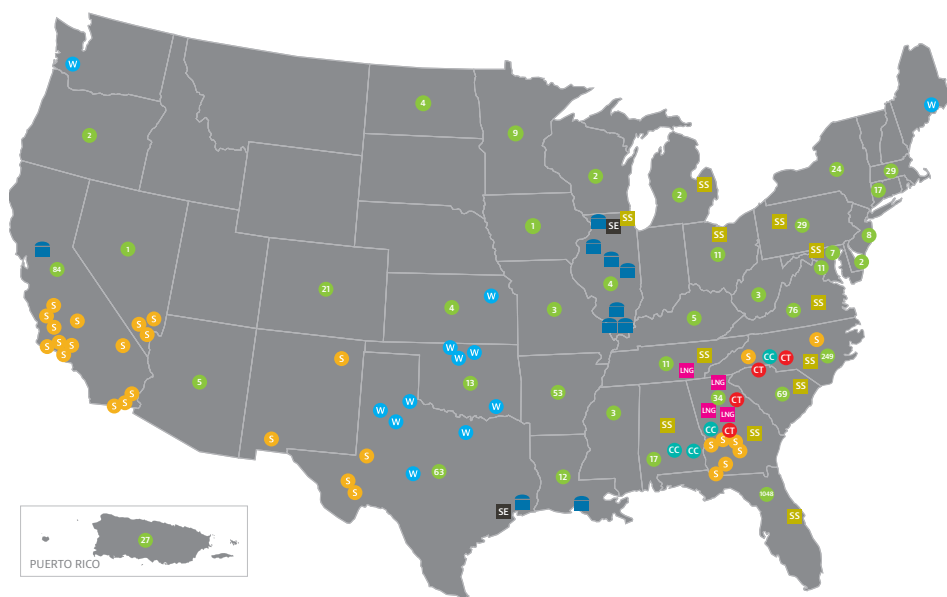 W
W
4
9
2
24
29
2
2
SS
17
SS
SS
29
SE
8
1
1
SS
11
SS
7
2
11
84
21
4
W
3
4
3
76
SS
S
S
S
S
S
S
S
5
S
S
S
S
S
S
W
W
W
S
11
SS
LNG
S
CC
CT
SS
249
CT
5
13
53
LNG
34
CT
69
SS
S
S
S
W
W
W
W
3
LNG
LNG
SS
CC
CT
SS
S
S
W
S
S
S
S
17
CC
CC
S
S
S
S
W
63
12
S
S
1048
SE
SS
27
PUERTO RICO